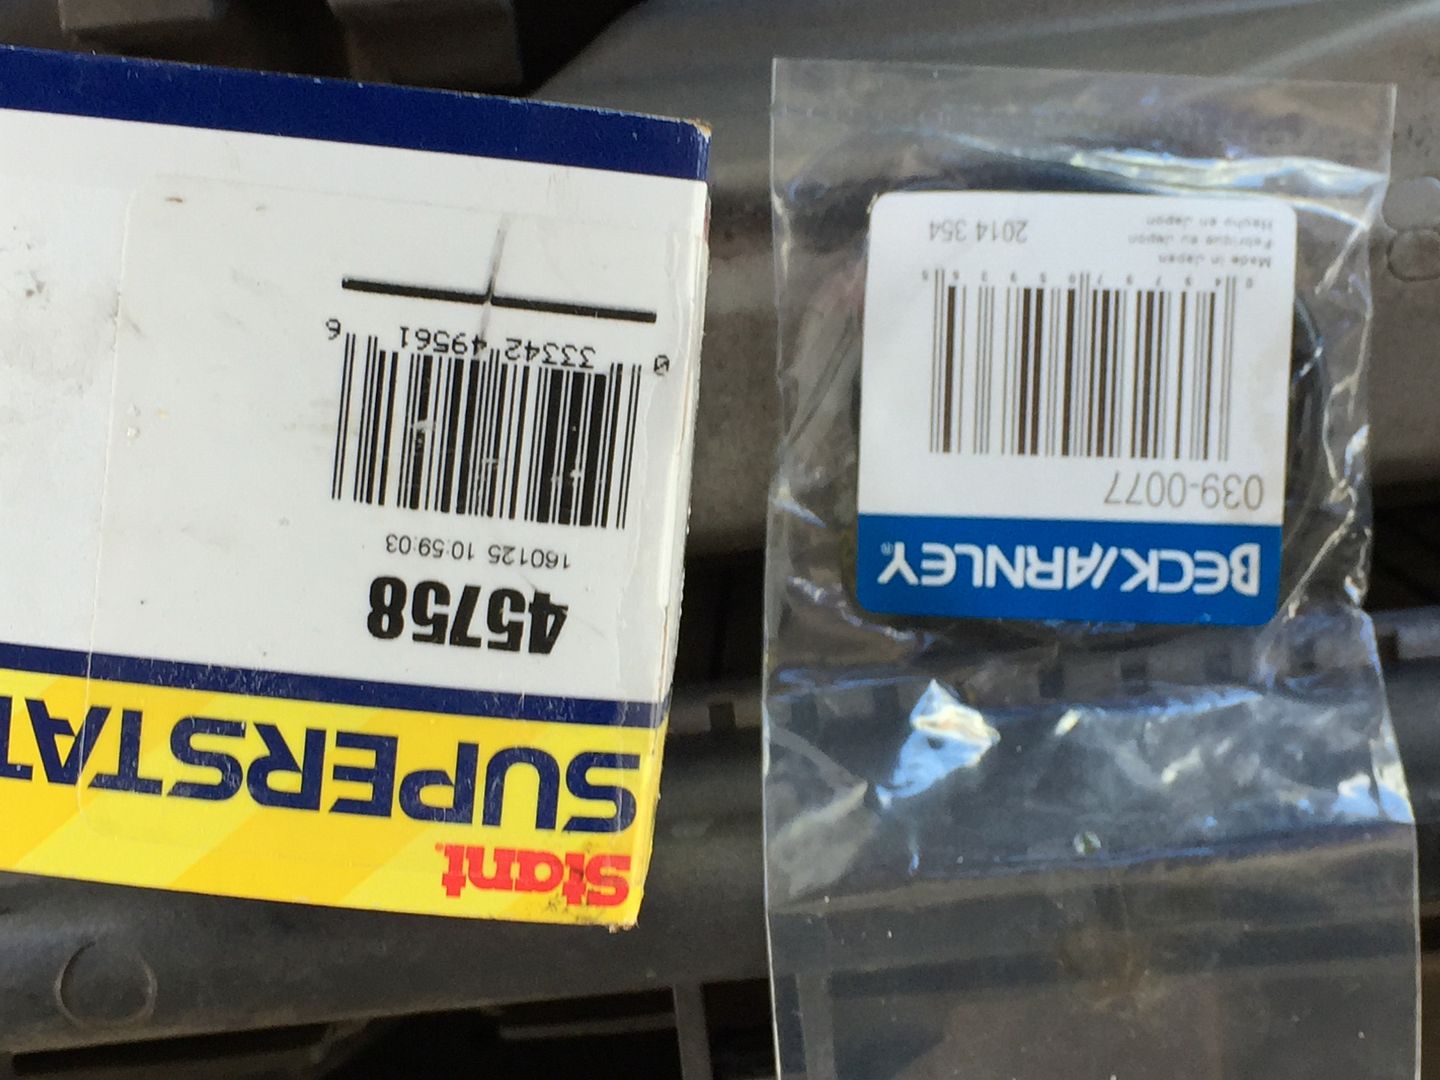 BECK/ARNLEY®
039-0077
Made in Japan
Fabrique au Japon
Hecho en Japon
2014 354
Stant
SUPERSTAT
45758
160125 10:59:03
0 33342 49561 6